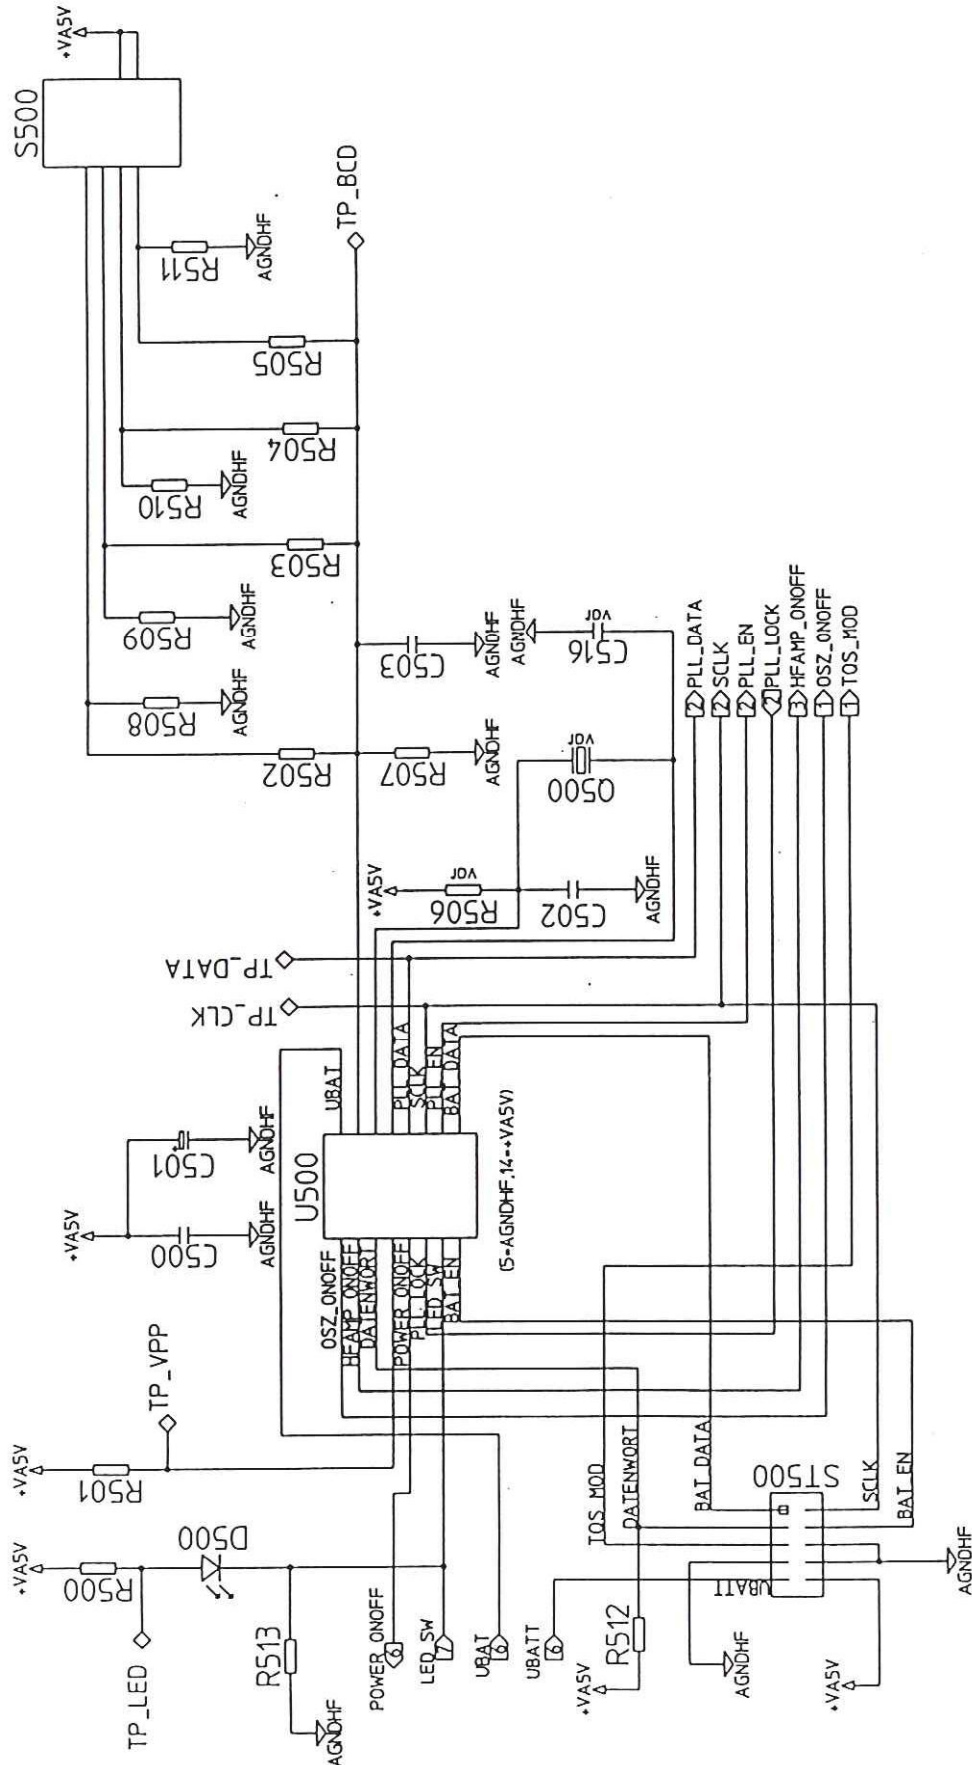 +VA5V
S500
TP_BCD
AGNDHF
R511
R505
R504
AGNDHF
R510
R503
AGNDHF
R509
AGNDHF
R508
R502
AGNDHF
C503
AGNDHF
R507
AGNDHF
var
C516
var
Q500
+VA5V
var
R506
C502
AGNDHF
2 PLL_DATA
2 SCLK
2 PLL_EN
2 PLL_LOCK
3 HFAMP_ONOFF
1 OSZ_ONOFF
1 TOS_MOD
TP_DATA
TP_CLK
UBAT
PLL_DATA
SCLK
PLL_EN
BAT_DATA
U500
(5=AGNDHF,14=+VA5V)
+VA5V
C501
AGNDHF
C500
AGNDHF
OSZ_ONOFF
HFAMP_ONOFF
DATENWORT
POWER_ONOFF
PLL_LOCK
LED_SW
BAT_EN
TP_VPP
+VA5V
R501
+VA5V
R500
D500
TP_LED
R513
AGNDHF
POWER_ONOFF
6
LED_SW
7
UBAT
6
UBATT
6
+VA5V
R512
TOS_MOD
DATENWORT
BAT_DATA
ST500
SCLK
BAT_EN
UBATT
AGNDHF
AGNDHF
+VA5V